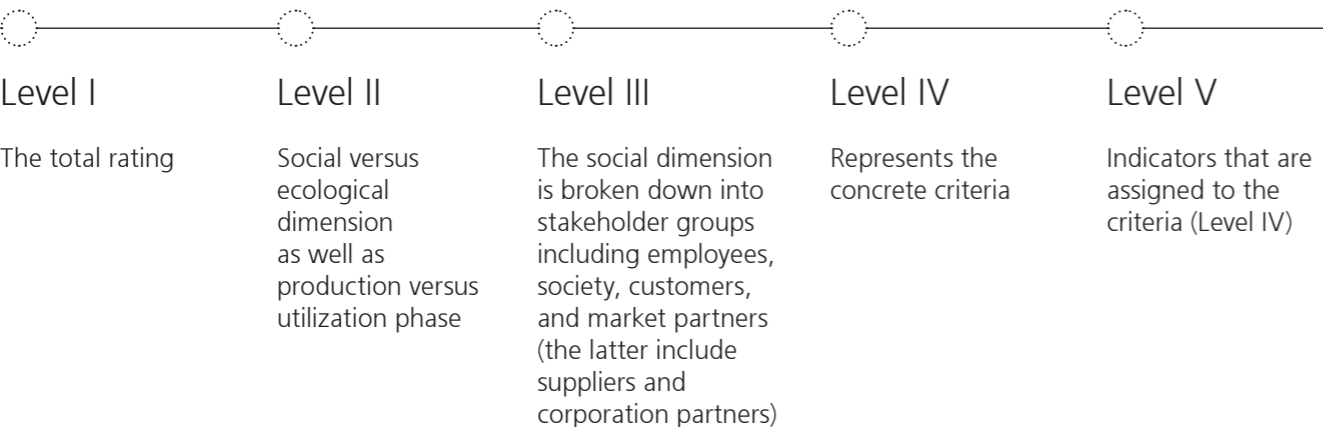 Level I
The total rating
Level II
Social versus
ecological
dimension
as well as
production versus
utilization phase
Level III
The social dimension
is broken down into
stakeholder groups
including employees,
society, customers,
and market partners
(the latter include
suppliers and
corporation partners)
Level IV
Represents the
concrete criteria
Level V
Indicators that are
assigned to the
criteria (Level IV)